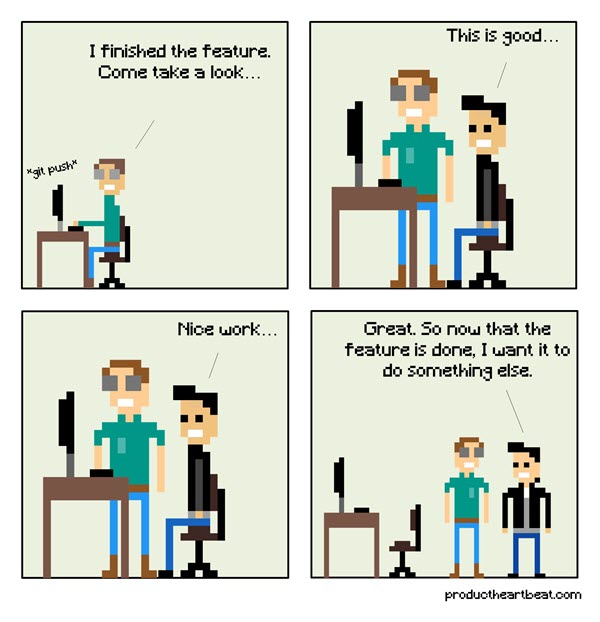 I finished the feature.
Come take a look...
*git push*
This is good...
Nice work...
Great. So now that the
feature is done, I want it to
do something else.
productheartbeat.com